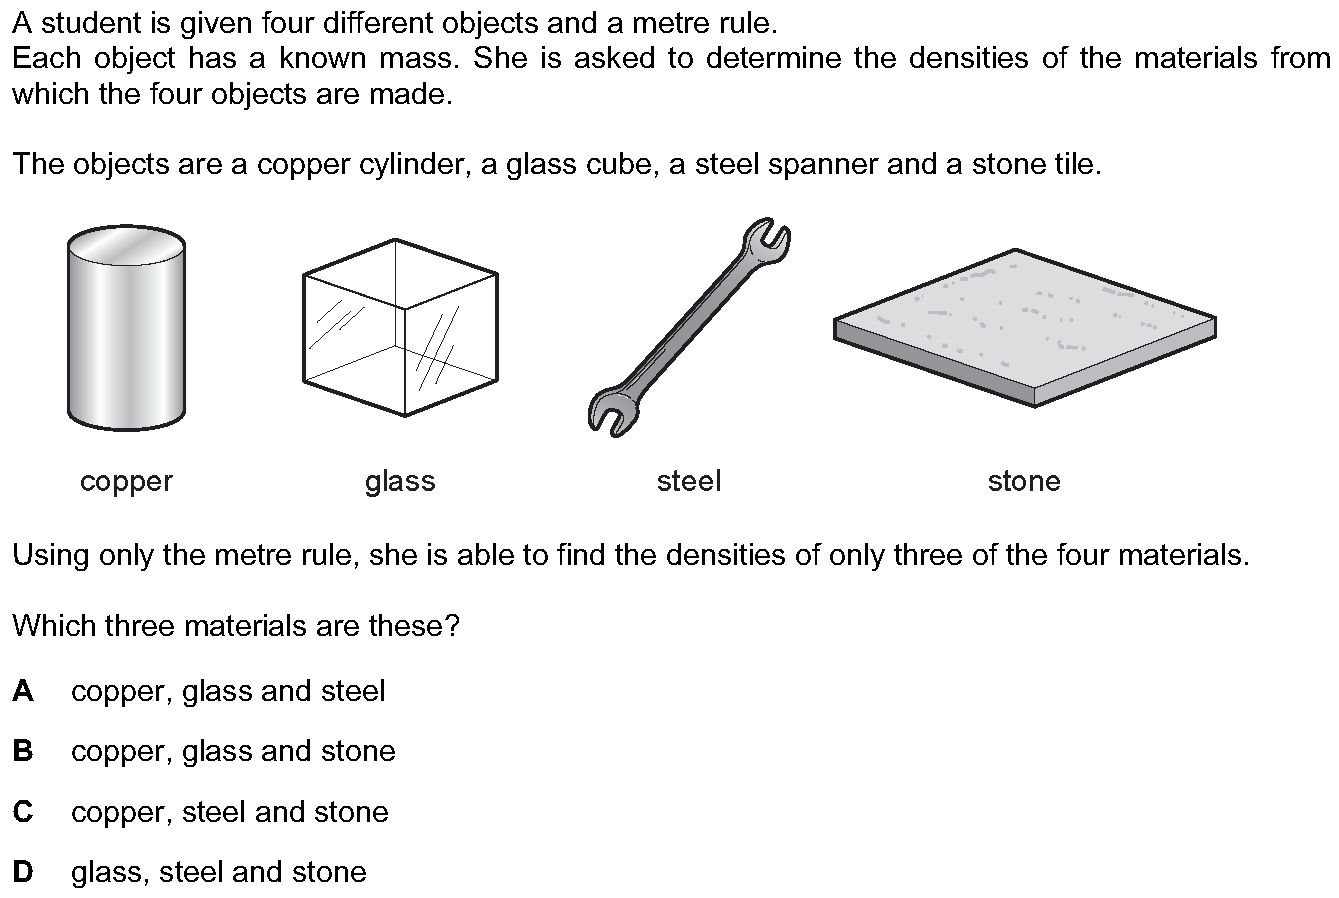 A student is given four different objects and a metre rule.
Each object has a known mass. She is asked to determine the densities of the materials from
which the four objects are made.
The objects are a copper cylinder, a glass cube, a steel spanner and a stone tile.
copper glass steel stone
Using only the metre rule, she is able to find the densities of only three of the four materials.
Which three materials are these?
A copper, glass and steel
B copper, glass and stone
C copper, steel and stone
D glass, steel and stone